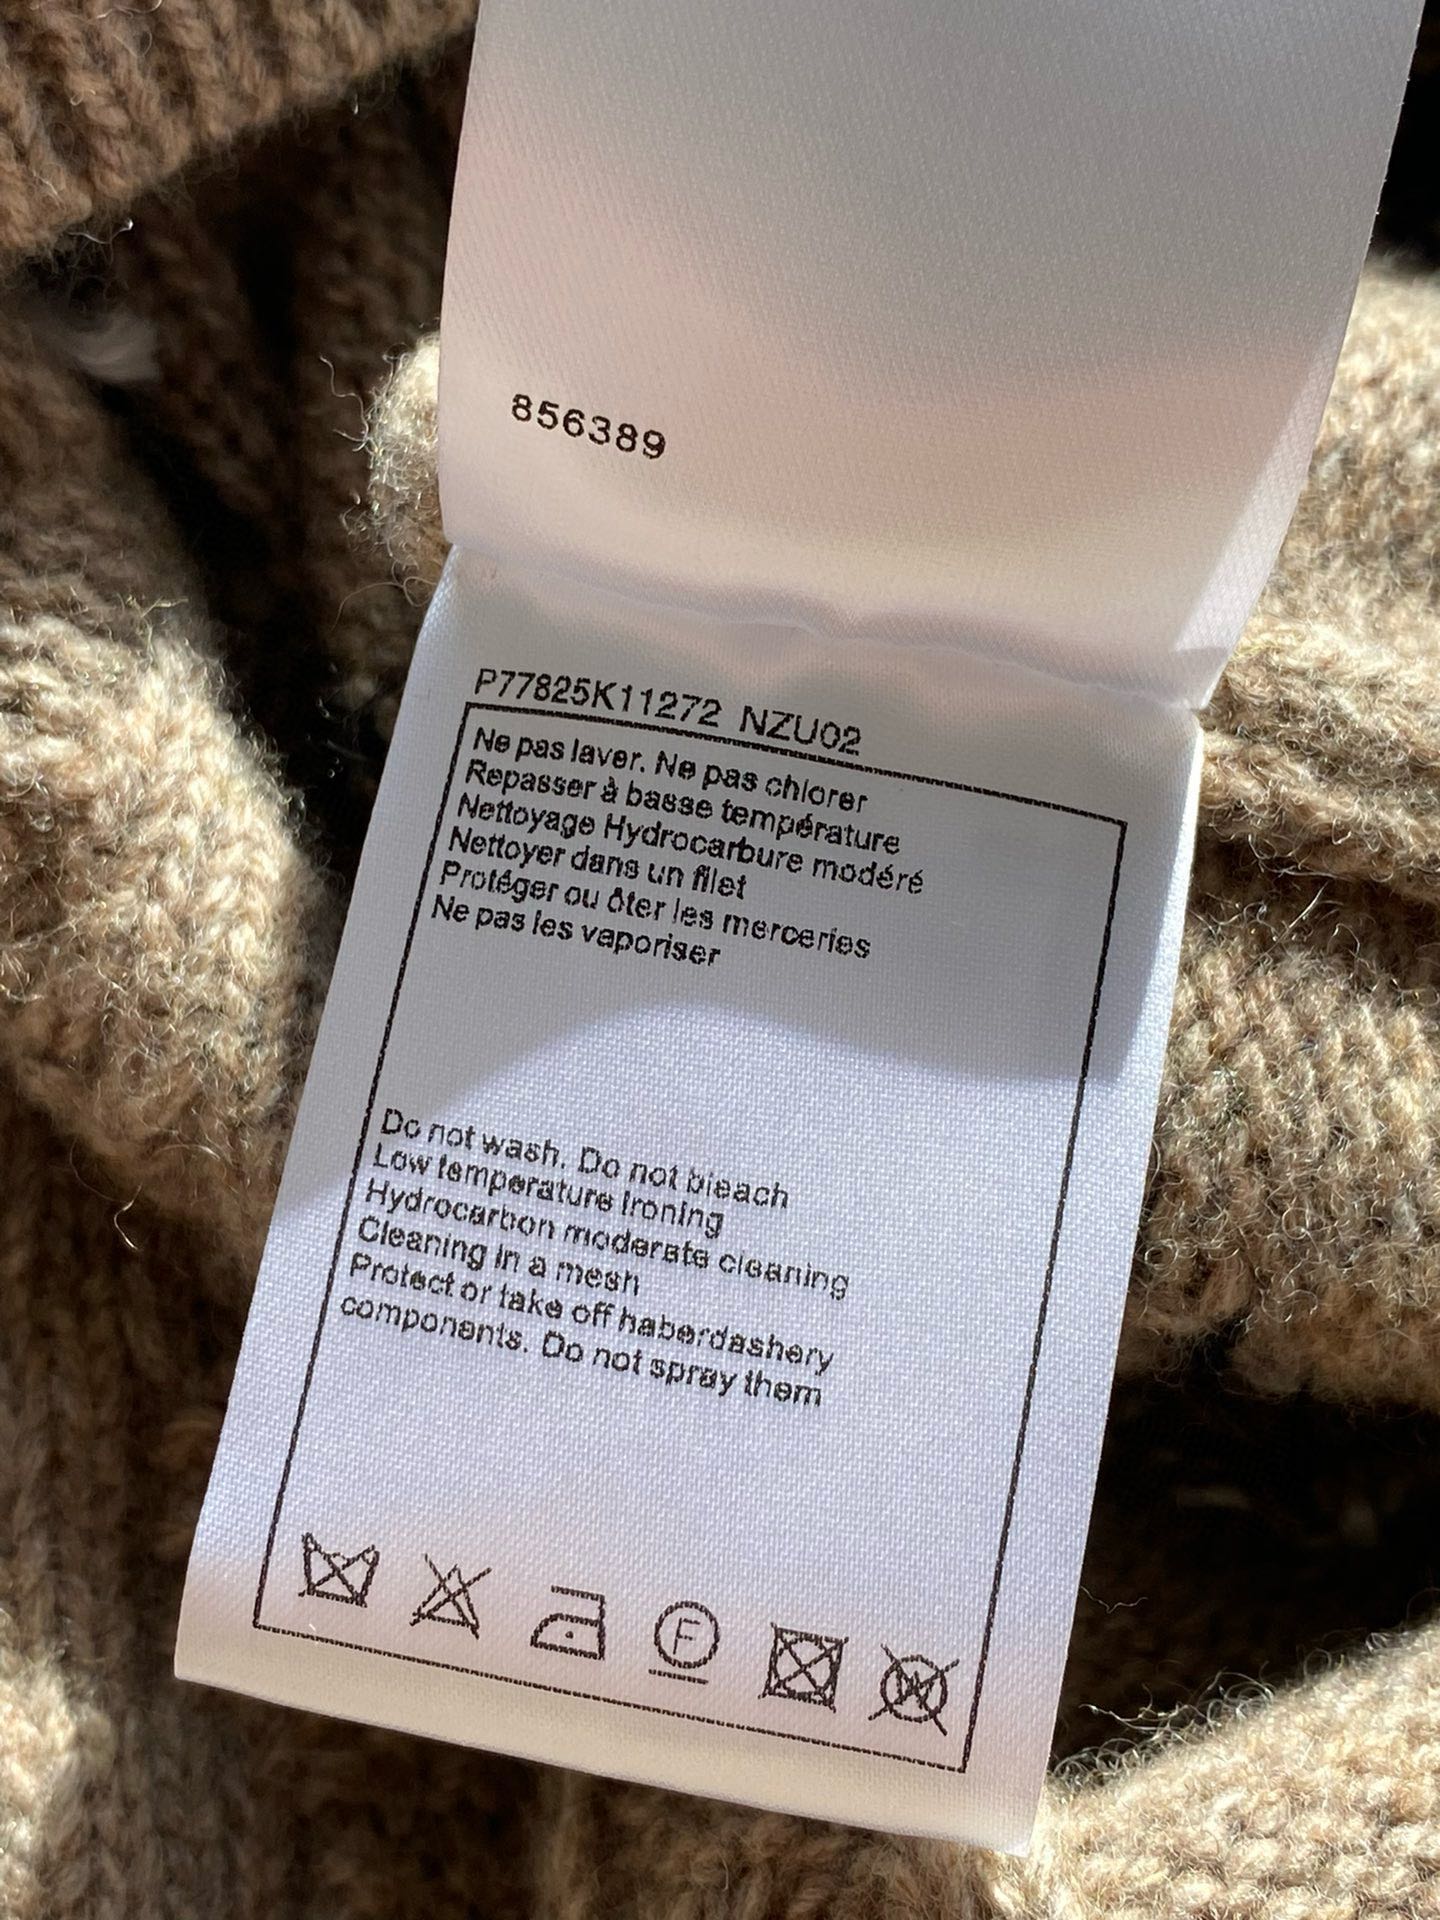 856389
P77825K11272 NZU02
Ne pas laver. Ne pas chlorer
Repasser à basse température
Nettoyage Hydrocarbure modéré
Nettoyer dans un filet
Protéger ou ôter les merceries
Ne pas les vaporiser
Do not wash. Do not bleach
Low temperature Ironing
Hydrocarbon moderate cleaning
Cleaning in a mesh
Protect or take off haberdashery
components. Do not spray them
F W